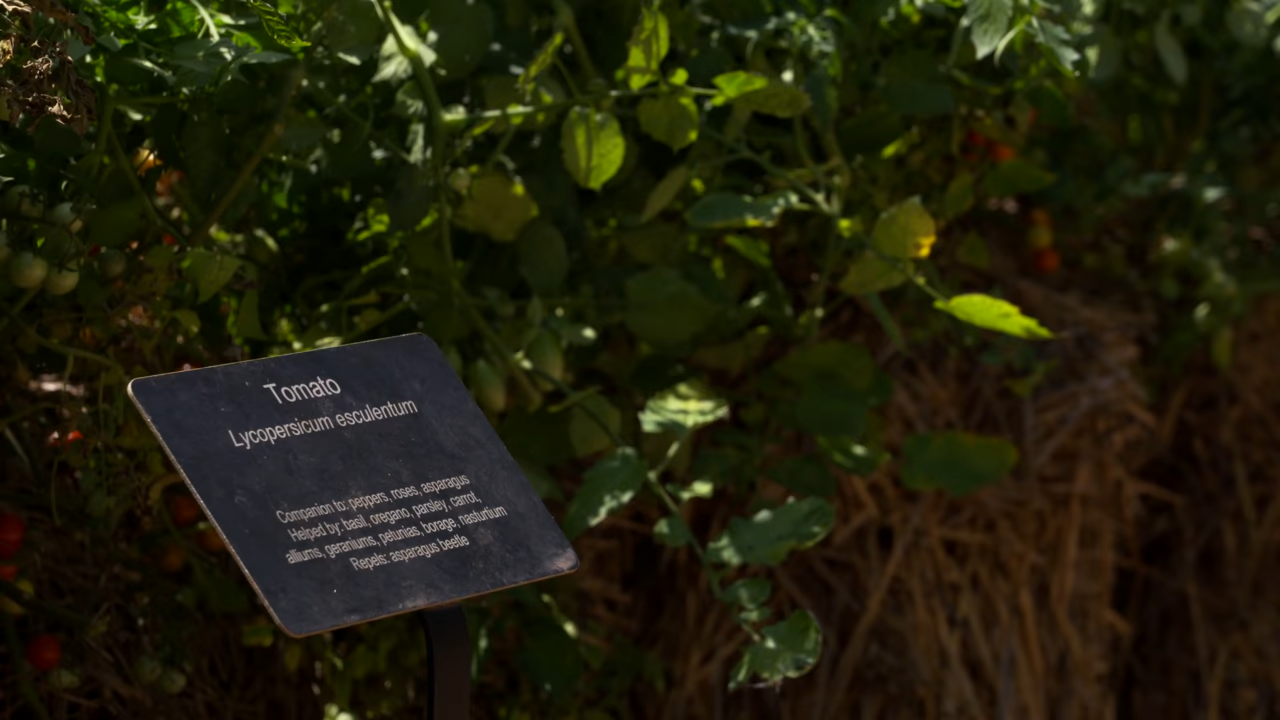 Tomato
Lycopersicum esculentum
Companion to: peppers, roses, asparagus
Helped by: basil, oregano, parsley, carrot,
alliums, geraniums, petunias, borage, nasturtium
Repels: asparagus beetle